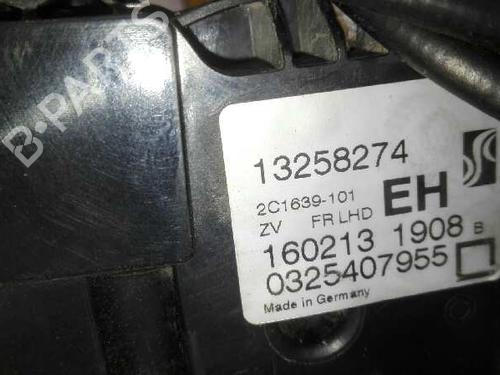 B-PARTS
13258274
2C1639-101
ZV FR LHD EH
160213 1908 B
0325407955
Made in Germany